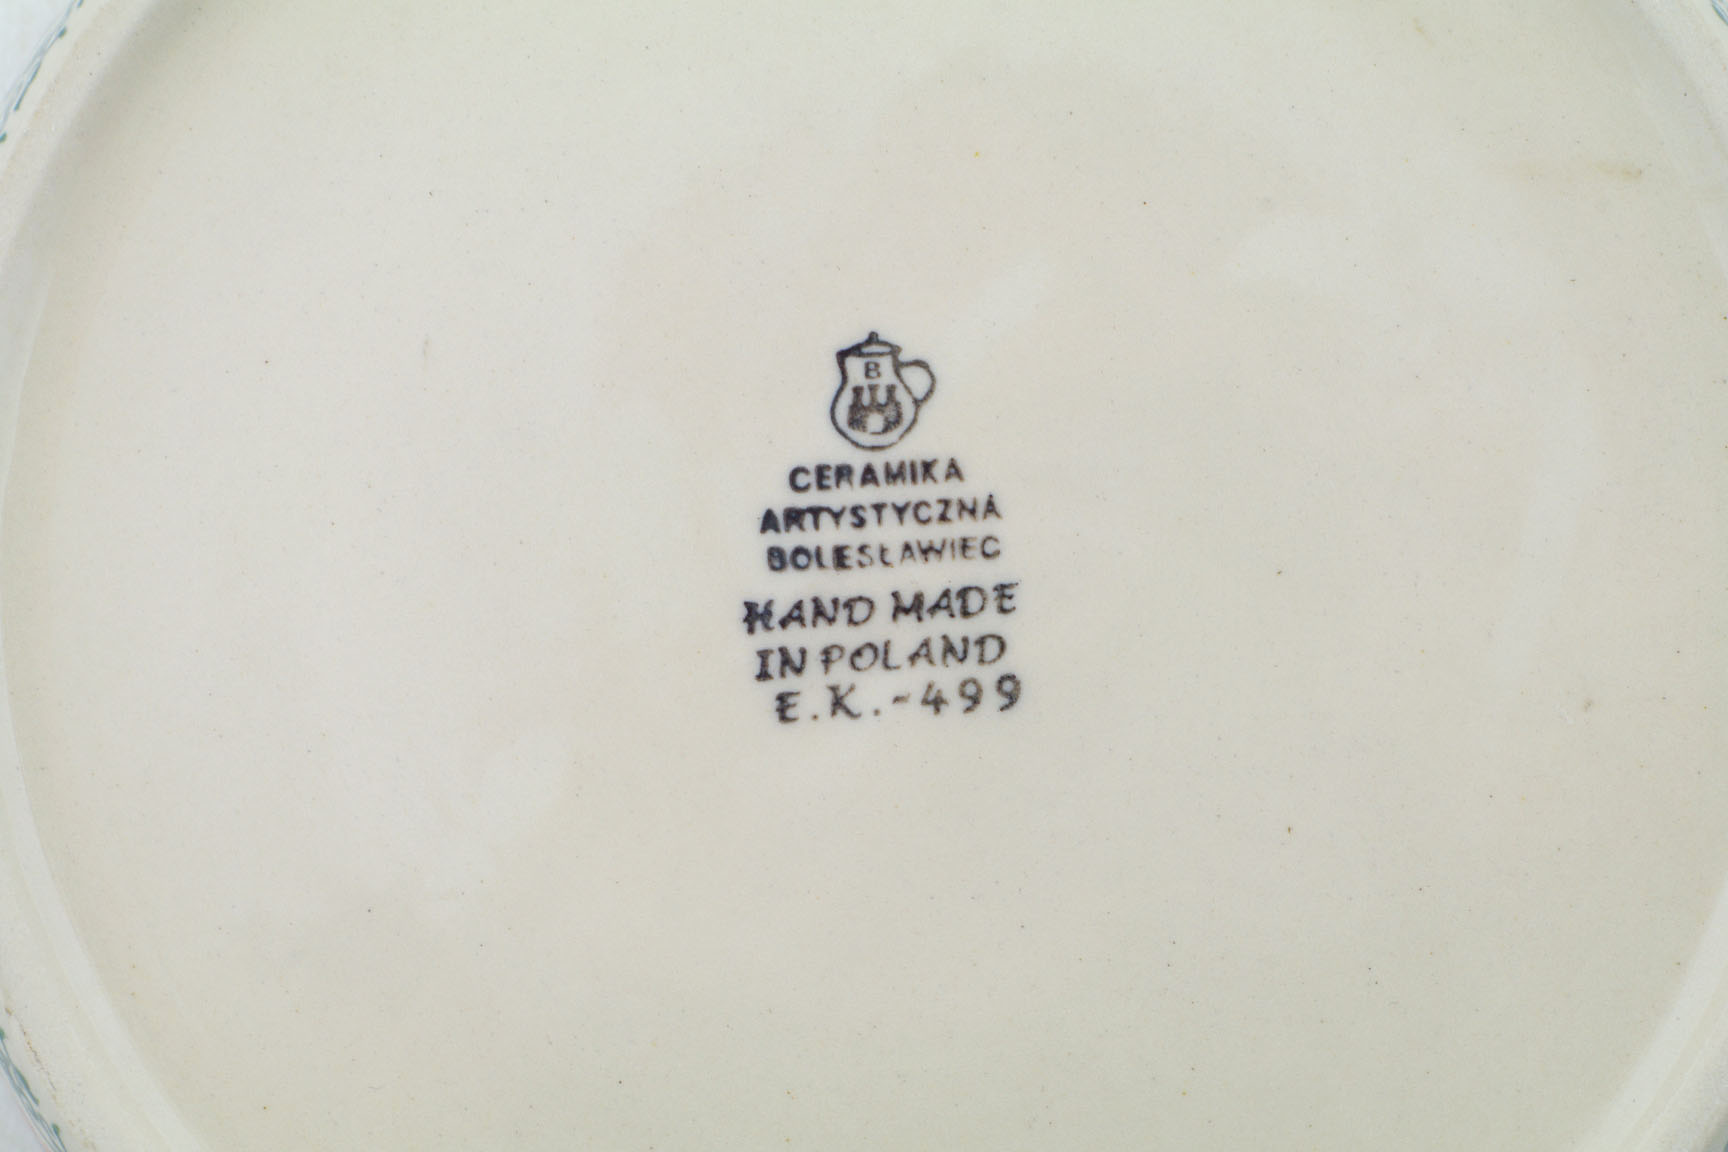 B
CERAMIKA
ARTYSTYCZNA
BOLESŁAWIEC
HAND MADE
IN POLAND
E.K.-499